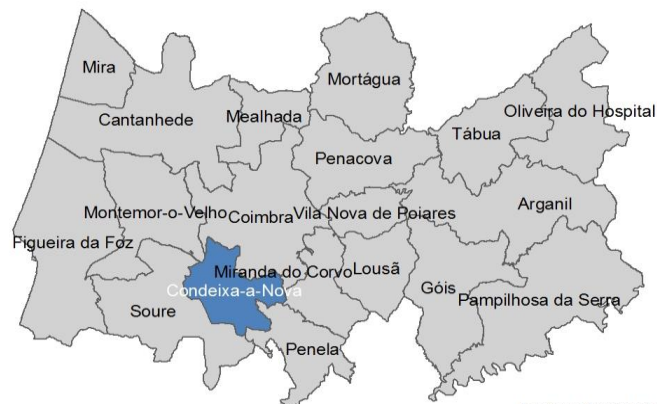 Mira
Mortágua
Cantanhede
Mealhada
Oliveira do Hospital
Tábua
Penacova
Arganil
Montemor-o-Velho
Coimbra
Vila Nova de Poiares
Figueira da Foz
Miranda do Corvo
Lousã
Góis
Condeixa-a-Nova
Pampilhosa da Serra
Soure
Penela